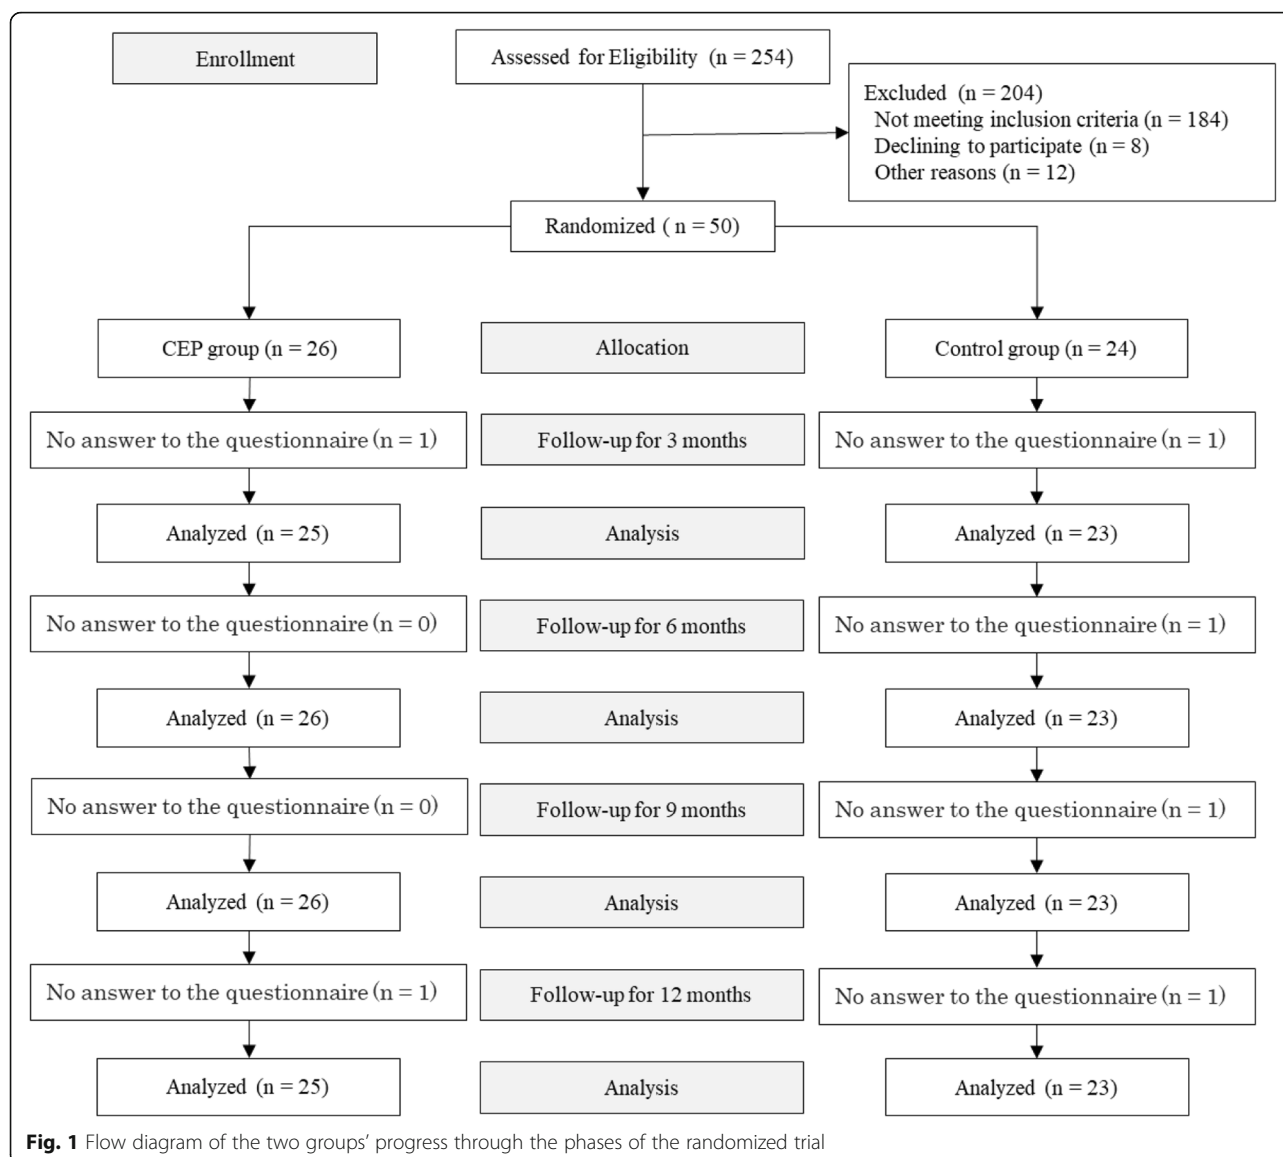 Enrollment
Assessed for Eligibility (n = 254)
Excluded (n = 204)
Not meeting inclusion criteria (n = 184)
Declining to participate (n = 8)
Other reasons (n = 12)
Randomized ( n = 50)
CEP group (n = 26)
Allocation
Control group (n = 24)
No answer to the questionnaire (n = 1)
Follow-up for 3 months
No answer to the questionnaire (n = 1)
Analyzed (n = 25)
Analysis
Analyzed (n = 23)
No answer to the questionnaire (n = 0)
Follow-up for 6 months
No answer to the questionnaire (n = 1)
Analyzed (n = 26)
Analysis
Analyzed (n = 23)
No answer to the questionnaire (n = 0)
Follow-up for 9 months
No answer to the questionnaire (n = 1)
Analyzed (n = 26)
Analysis
Analyzed (n = 23)
No answer to the questionnaire (n = 1)
Follow-up for 12 months
No answer to the questionnaire (n = 1)
Analyzed (n = 25)
Analysis
Analyzed (n = 23)
Fig. 1 Flow diagram of the two groups' progress through the phases of the randomized trial